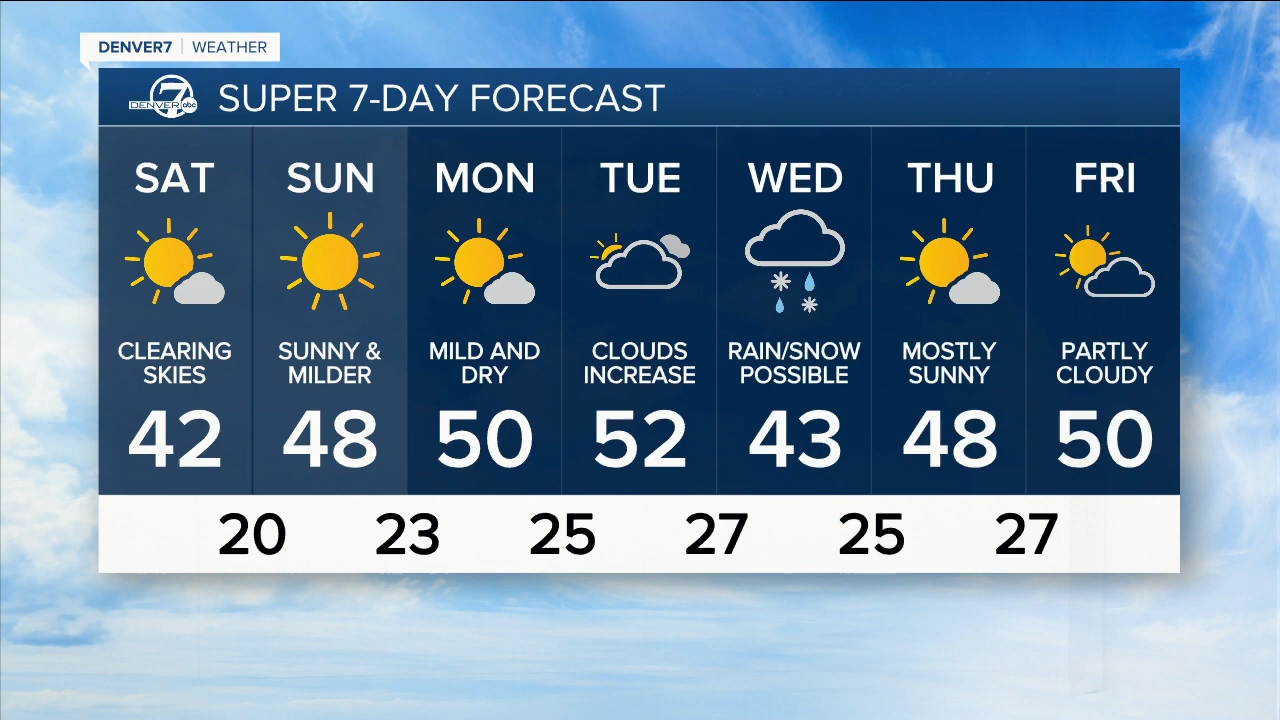 DENVER7 | WEATHER
7
DENVER abc
SUPER 7-DAY FORECAST
SAT SUN MON TUE WED THU FRI
CLEARING SUNNY & MILD AND CLOUDS RAIN/SNOW MOSTLY PARTLY
SKIES MILDER DRY INCREASE POSSIBLE SUNNY CLOUDY
42 48 50 52 43 48 50
20 23 25 27 25 27